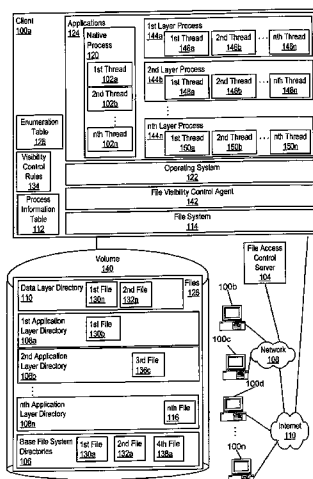 Client
100a
Applications
124
Native
Process
120
1st Thread
102a
2nd Thread
102b
nth Thread
102n
1st Layer Process
144a
1st Thread
146a
2nd Thread
146b
nth Thread
146n
2nd Layer Process
144b
1st Thread
148a
2nd Thread
148b
nth Thread
148n
nth Layer Process
144n
1st Thread
150a
2nd Thread
150b
nth Thread
150n
Enumeration
Table
Visibility
Control
Rules
134
Process
Information
Table
112
Operating System
122
File Visibility Control Agent
142
File System
114
Volume
140
Data Layer Directory
110
1st File
130n
2nd File
132n
Files
1st Application
Layer Directory
108a
1st File
130b
2nd Application
Layer Directory
108b
3rd File
136c
nth Application
Layer Directory
108n
nth File
116
Base File System
Directories
106
1st File
130a
2nd File
132a
4th File
138a
File Access
Control
Server
104
100b
100c
100d
100n
Network
Internet